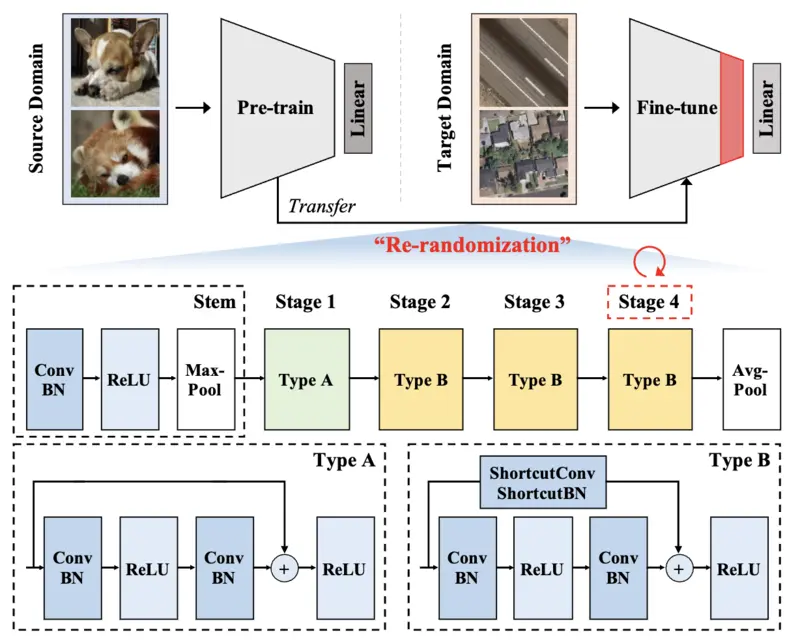 Source Domain
Pre-train
Linear
Target Domain
Fine-tune
Linear
Transfer
“Re-randomization”
Stem
Stage 1
Stage 2
Stage 3
Stage 4
Conv
BN
ReLU
Max-
Pool
Type A
Type B
Type B
Type B
Avg-
Pool
Type A
Conv
BN
ReLU
Conv
BN
+
ReLU
Type B
ShortcutConv
ShortcutBN
Conv
BN
ReLU
Conv
BN
+
ReLU